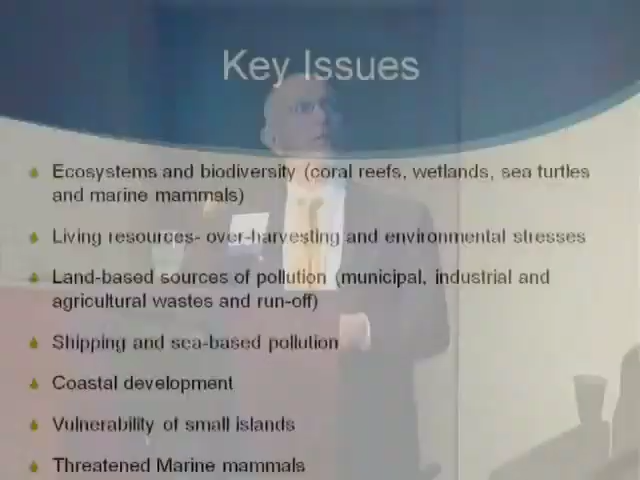 Key Issues
Ecosystems and biodiversity (coral reefs, wetlands, sea turtles
and marine mammals)
Living resources- over-harvesting and environmental stresses
Land-based sources of pollution (municipal, industrial and
agricultural wastes and run-off)
Shipping and sea-based pollution
Coastal development
Vulnerability of small islands
Threatened Marine mammals